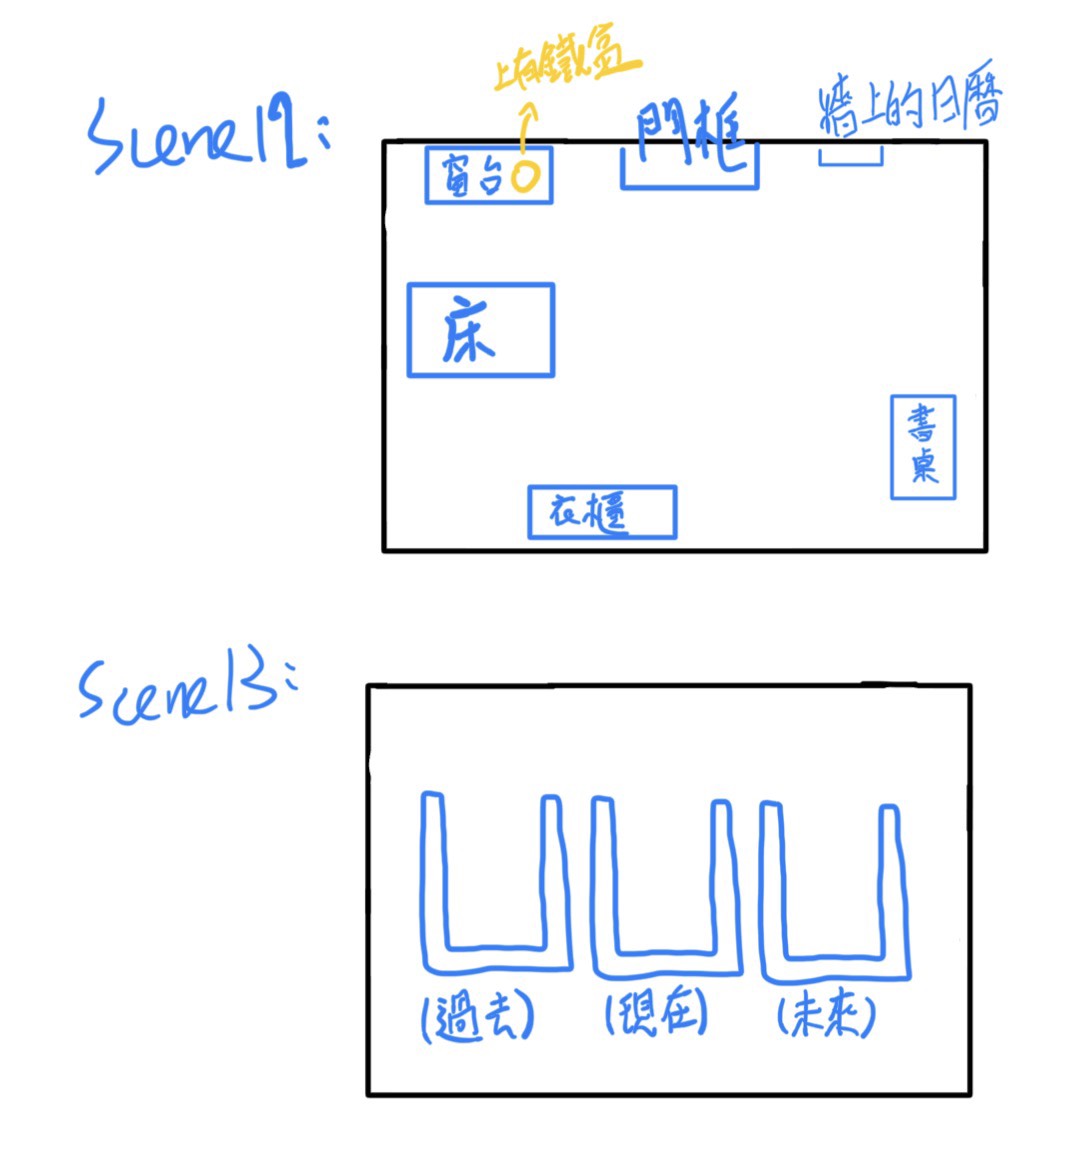 上有鐵盒
Scene12:
門框
牆上的日曆
窗台
床
書桌
衣櫃
Scene13:
(過去)
(現在)
(未來)